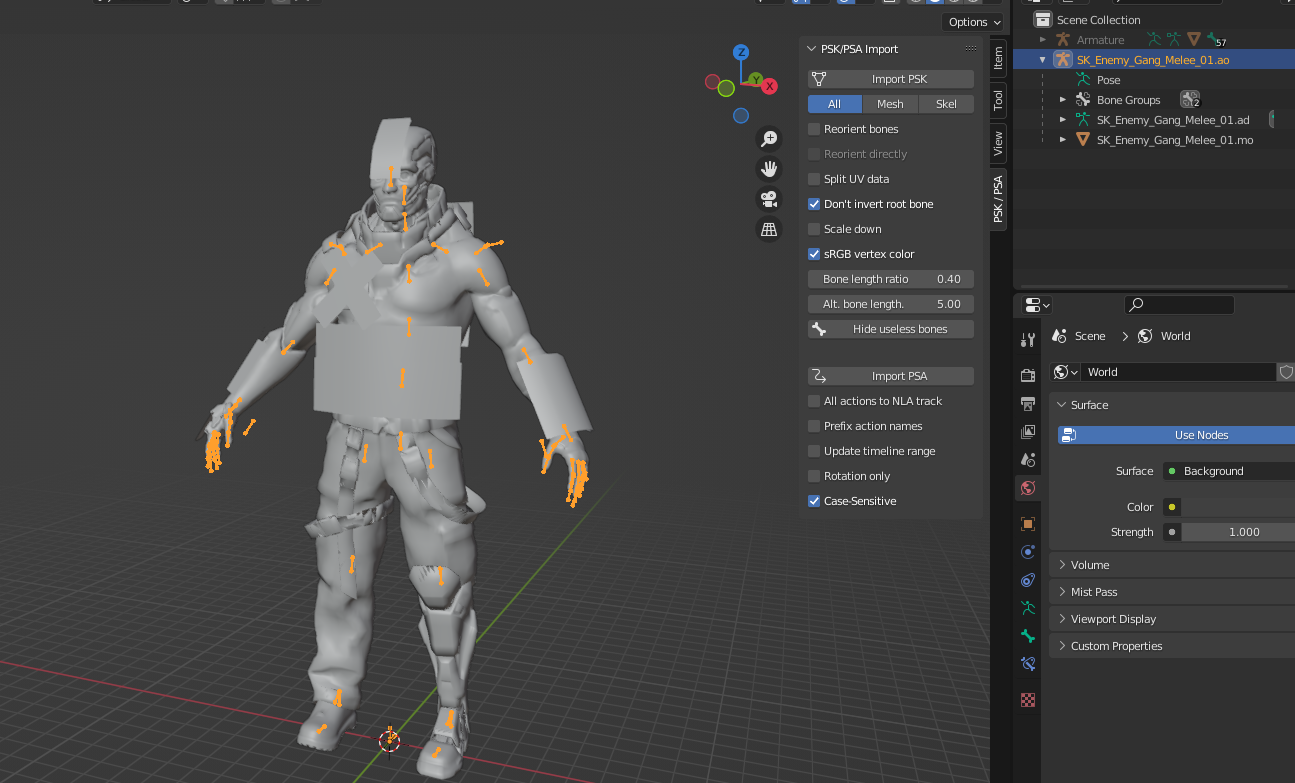 Options
Z
Y
X
PSK/PSA Import
Import PSK
All Mesh Skel
Reorient bones
Reorient directly
Split UV data
Don't invert root bone
Scale down
sRGB vertex color
Bone length ratio 0.40
Alt. bone length. 5.00
Hide useless bones
Import PSA
All actions to NLA track
Prefix action names
Update timeline range
Rotation only
Case-Sensitive
Item
Tool
View
PSK / PSA
Scene Collection
Armature 57
SK_Enemy_Gang_Melee_01.ao
Pose
Bone Groups 2
SK_Enemy_Gang_Melee_01.ad
SK_Enemy_Gang_Melee_01.mo
Scene World
World
Surface
Use Nodes
Surface Background
Color
Strength 1.000
Volume
Mist Pass
Viewport Display
Custom Properties